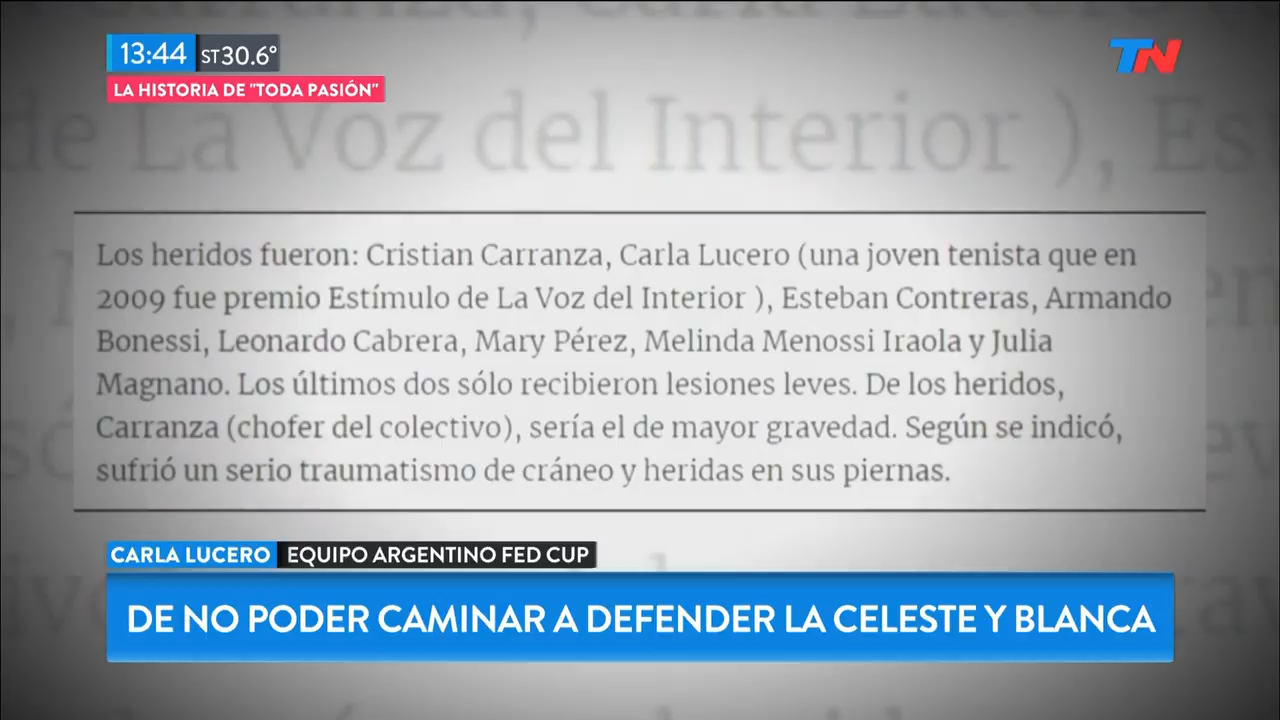 13:44 ST30.6°
TN
LA HISTORIA DE "TODA PASIÓN"
de La Voz del Interior ), Es
Los heridos fueron: Cristian Carranza, Carla Lucero (una joven tenista que en
2009 fue premio Estímulo de La Voz del Interior ), Esteban Contreras, Armando
Bonessi, Leonardo Cabrera, Mary Pérez, Melinda Menossi Iraola y Julia
Magnano. Los últimos dos sólo recibieron lesiones leves. De los heridos,
Carranza (chofer del colectivo), sería el de mayor gravedad. Según se indicó,
sufrió un serio traumatismo de cráneo y heridas en sus piernas.
CARLA LUCERO EQUIPO ARGENTINO FED CUP
DE NO PODER CAMINAR A DEFENDER LA CELESTE Y BLANCA